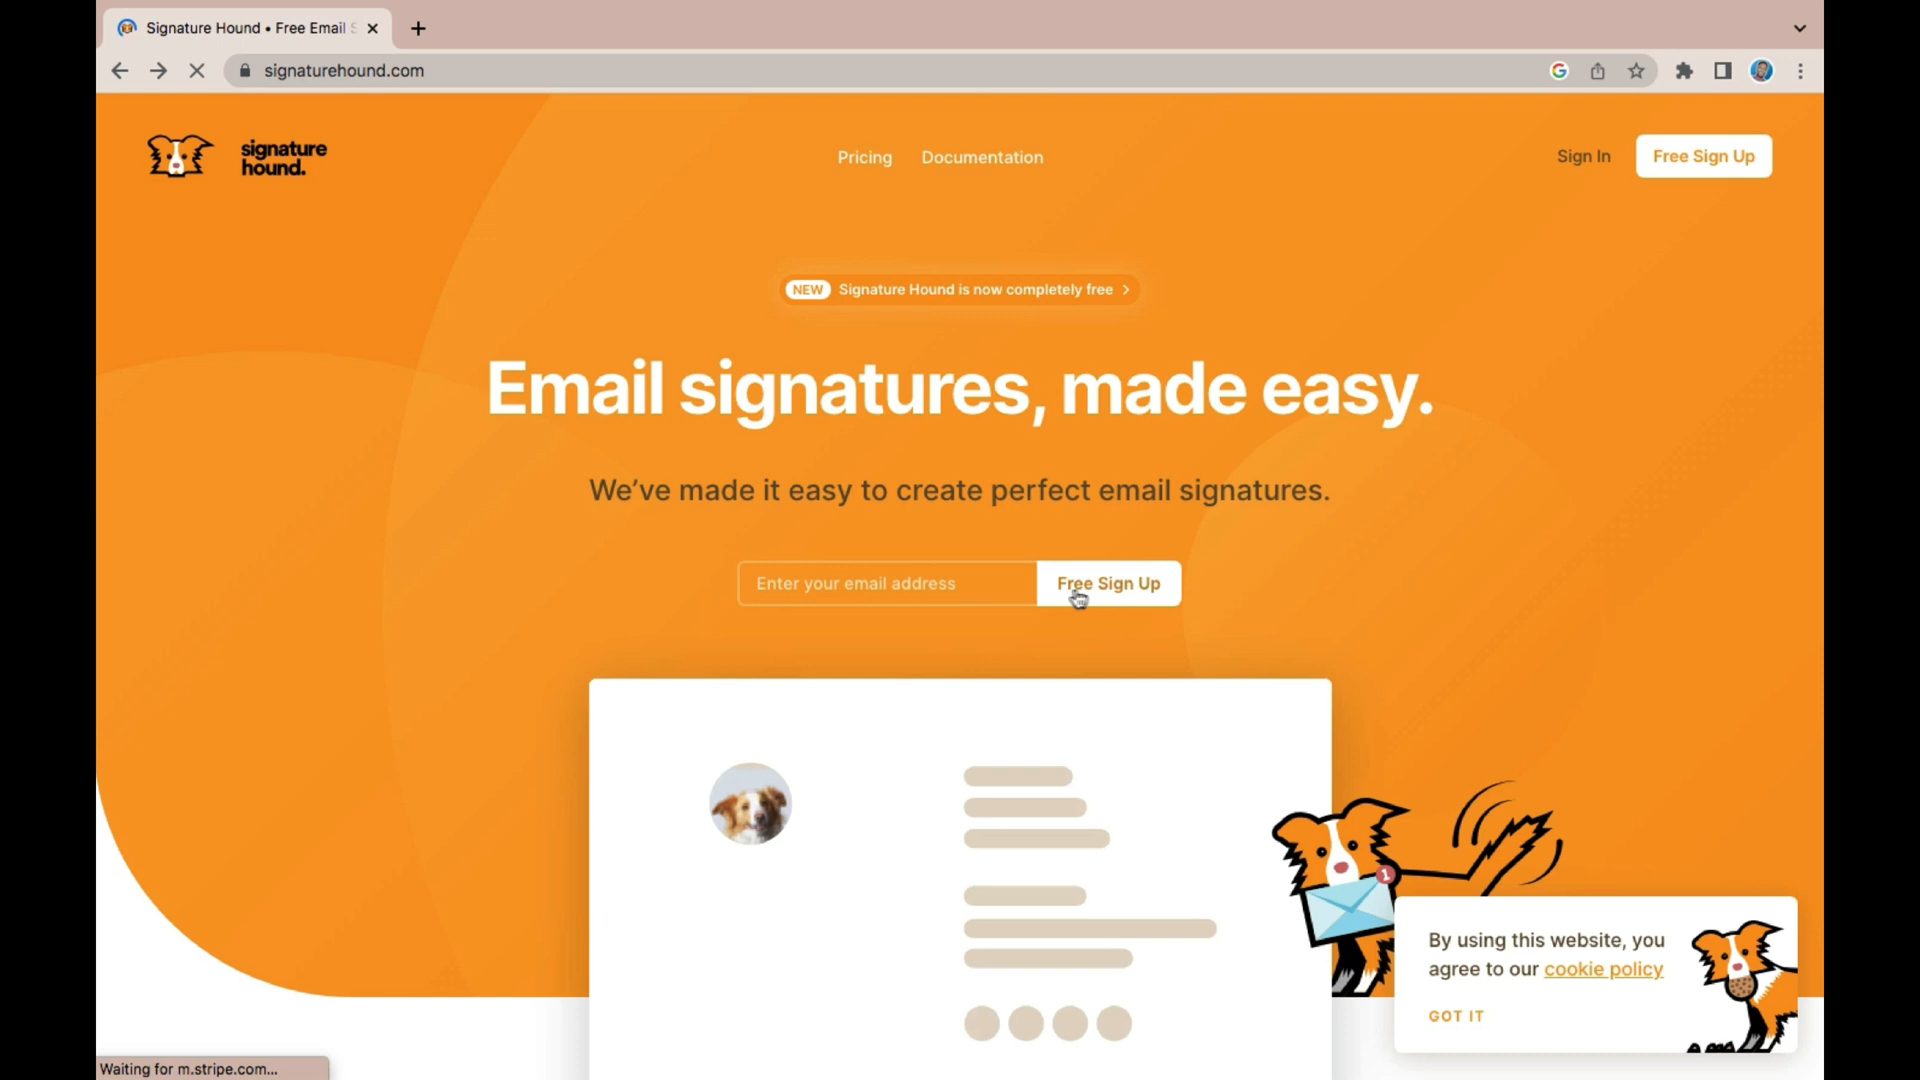 Signature Hound • Free Email S
signaturehound.com
signature
hound.
Pricing
Documentation
Sign In
Free Sign Up
NEW Signature Hound is now completely free
Email signatures, made easy.
We’ve made it easy to create perfect email signatures.
Enter your email address
Free Sign Up
1
By using this website, you
agree to our cookie policy
GOT IT
Waiting for m.stripe.com...